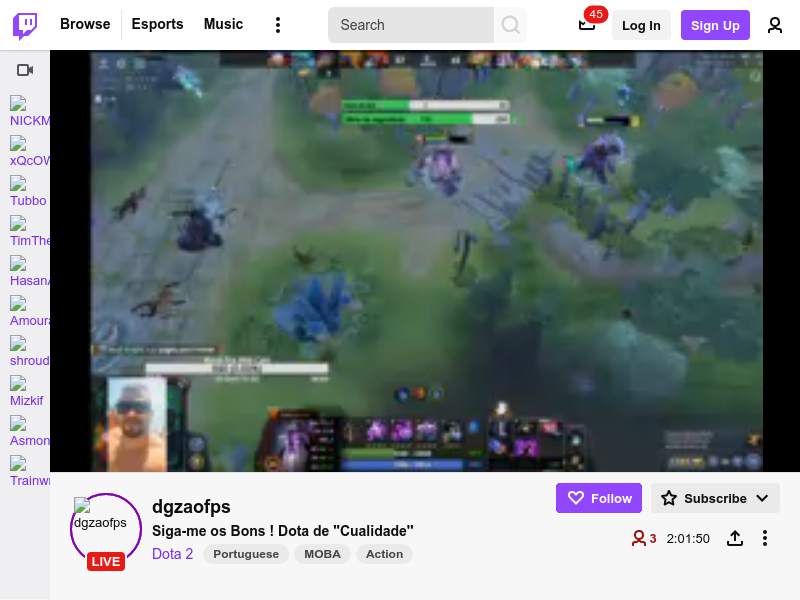 Browse
Esports
Music
Search
45
Log In
Sign Up
NICKM
xQcOW
Tubbo
TimThe
HasanA
Amoura
shroud
Mizkif
Asmon
Trainw
dgzaofps
LIVE
dgzaofps
Siga-me os Bons ! Dota de "Cualidade"
Dota 2
Portuguese
MOBA
Action
Follow
Subscribe
3
2:01:50